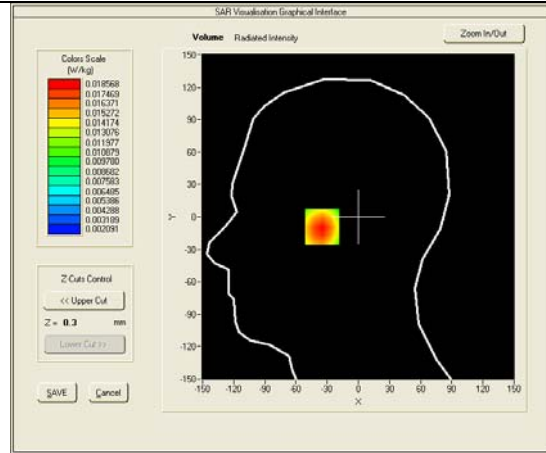 SAR Visualisation Graphical Interface
Volume Radiated Intensity
Zoom In/Out
Colors Scale
(W/kg)
0.018568
0.017469
0.016371
0.015272
0.014174
0.013076
0.011977
0.010879
0.009780
0.008682
0.007583
0.006485
0.005386
0.004288
0.003189
0.002091
Z-Cuts Control
<< Upper Cut
Z = 0.3 mm
Lower Cut >>
SAVE Cancel
150
120
90
60
30
0
-30
-60
-90
-120
-150
Y
-150 -120 -90 -60 -30 0 30 60 90 120 150
X